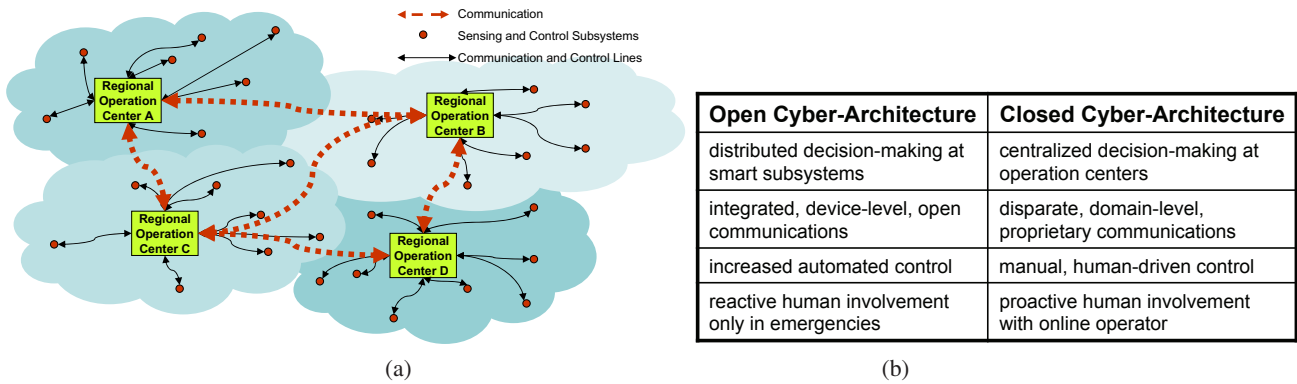 Communication
Sensing and Control Subsystems
Communication and Control Lines
Regional
Operation
Center A
Regional
Operation
Center B
Regional
Operation
Center C
Regional
Operation
Center D
(a)
Open Cyber-Architecture
Closed Cyber-Architecture
distributed decision-making at
smart subsystems
centralized decision-making at
operation centers
integrated, device-level, open
communications
disparate, domain-level,
proprietary communications
increased automated control
manual, human-driven control
reactive human involvement
only in emergencies
proactive human involvement
with online operator
(b)